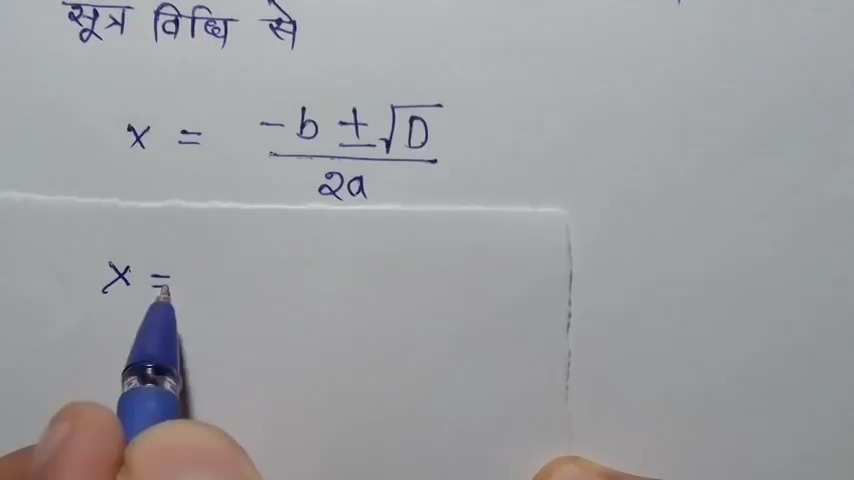 सूत्र विधि से
x = -b ± √D / 2a
x =